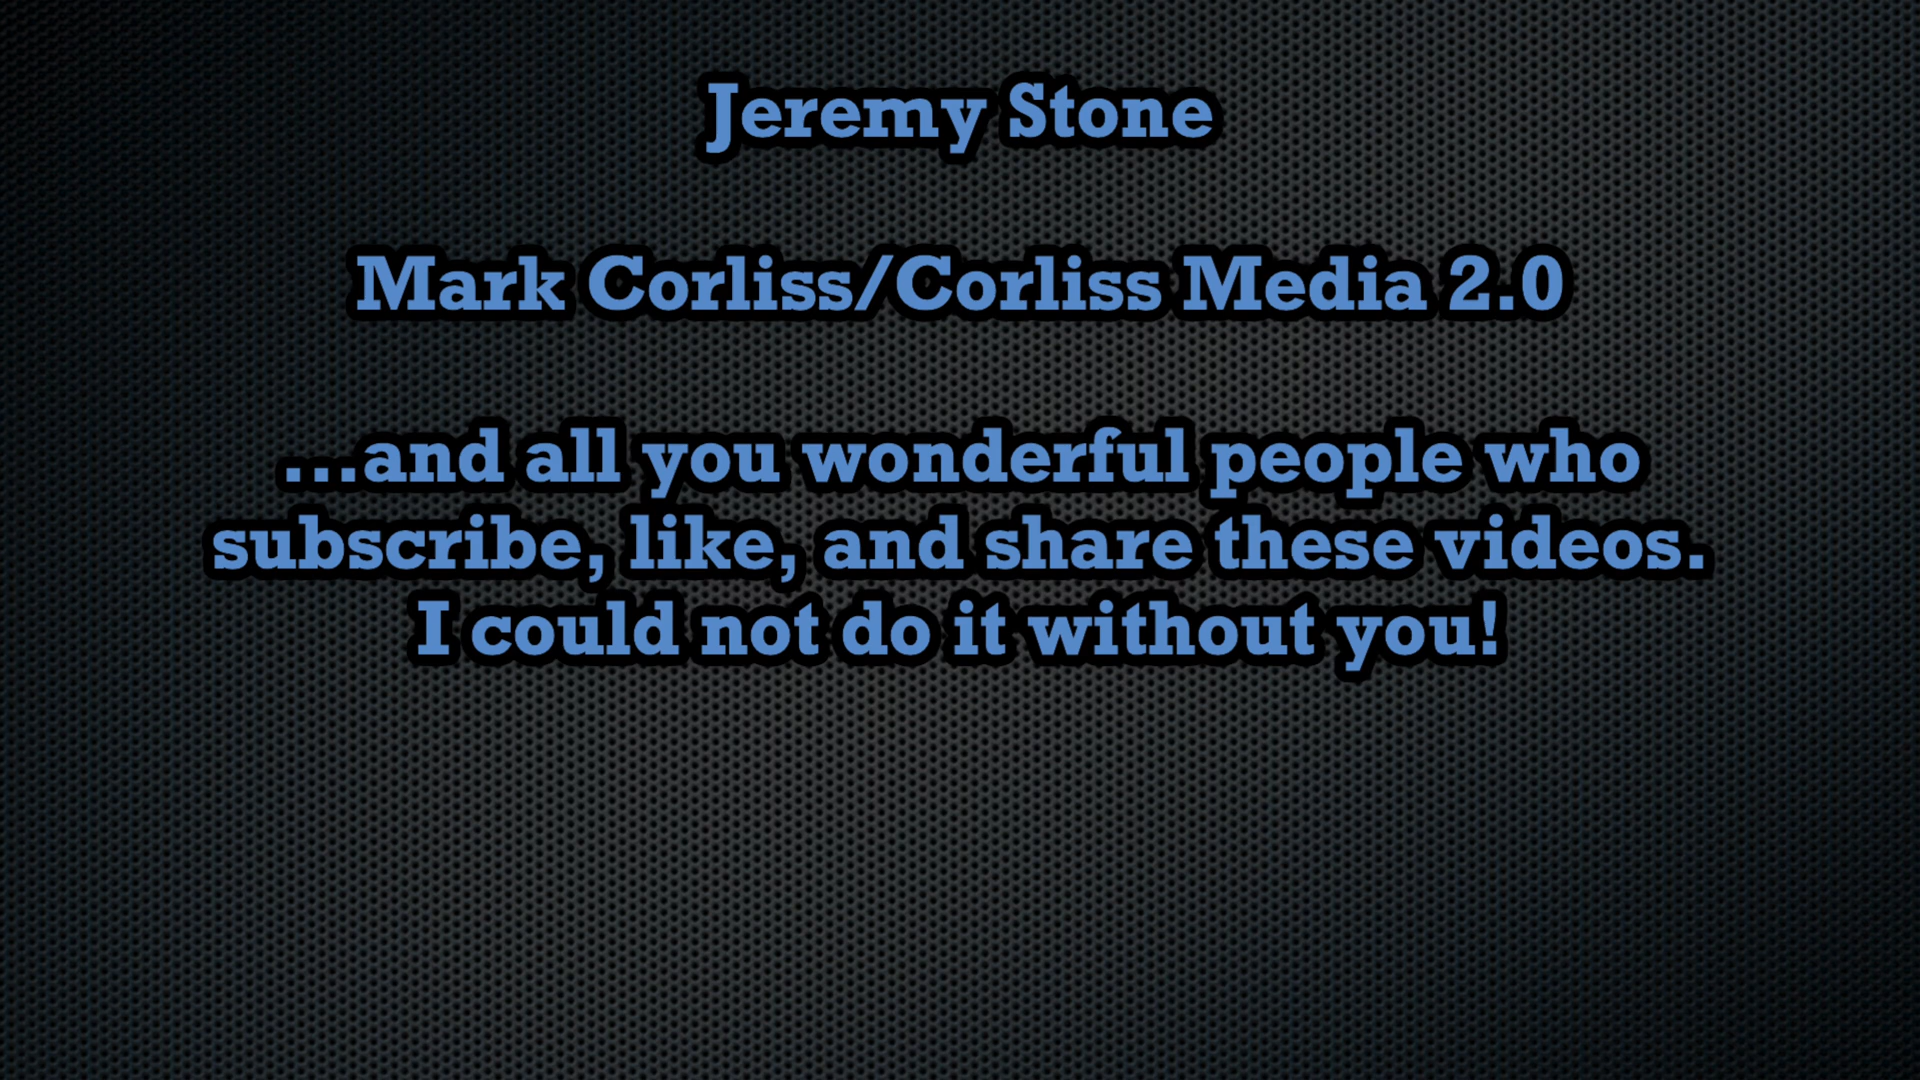 Jeremy Stone
Mark Corliss/Corliss Media 2.0
...and all you wonderful people who
subscribe, like, and share these videos.
I could not do it without you!